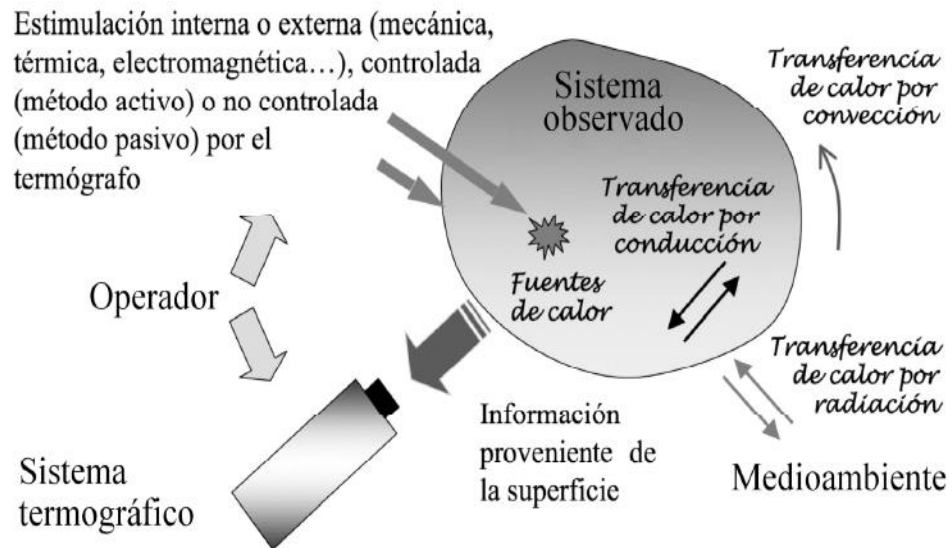 Estimulación interna o externa (mecánica,
térmica, electromagnética…), controlada
(método activo) o no controlada
(método pasivo) por el
termógrafo
Sistema
observado
Transferencia
de calor por
convección
Transferencia
de calor por
conducción
Fuentes
de calor
Operador
Transferencia
de calor por
radiación
Información
proveniente de
la superficie
Sistema
termográfico
Medioambiente